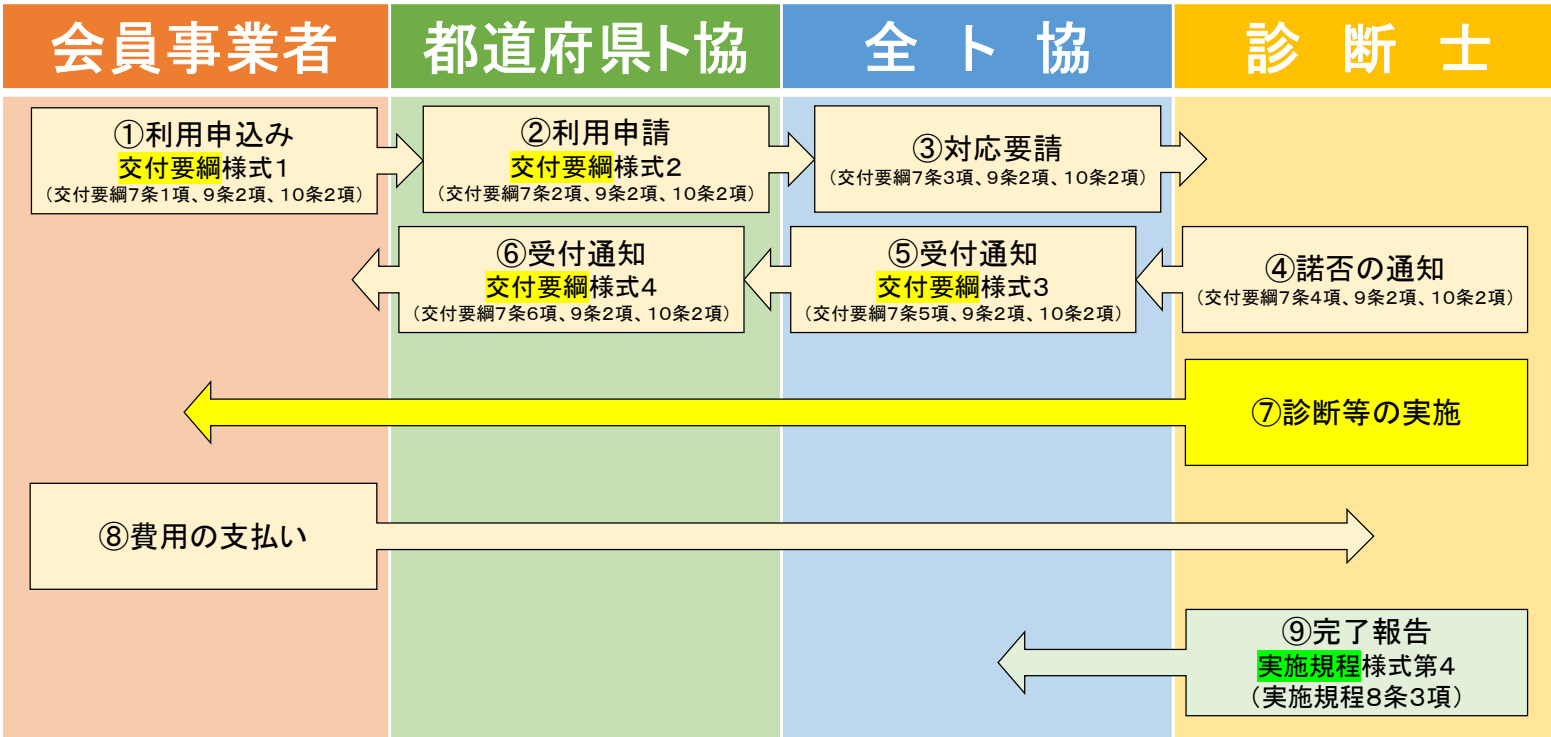 会員事業者
都道府県ト協
全ト協
診断士
①利用申込み
交付要綱様式1
（交付要綱7条1項、9条2項、10条2項）
②利用申請
交付要綱様式2
（交付要綱7条2項、9条2項、10条2項）
③対応要請
（交付要綱7条3項、9条2項、10条2項）
⑥受付通知
交付要綱様式4
（交付要綱7条6項、9条2項、10条2項）
⑤受付通知
交付要綱様式3
（交付要綱7条5項、9条2項、10条2項）
④諾否の通知
（交付要綱7条4項、9条2項、10条2項）
⑦診断等の実施
⑧費用の支払い
⑨完了報告
実施規程様式第4
（実施規程8条3項）